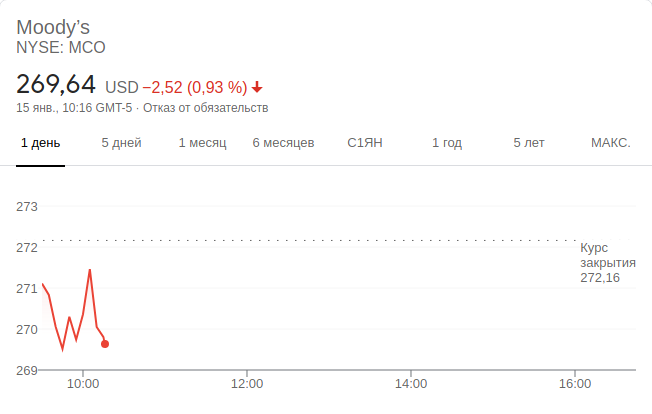 Moody’s
NYSE: MCO
269,64 USD −2,52 (0,93 %)
15 янв., 10:16 GMT-5 · Отказ от обязательств
1 день 5 дней 1 месяц 6 месяцев С1ЯН 1 год 5 лет МАКС.
273
272
271
270
269
Курс
закрытия
272,16
10:00 12:00 14:00 16:00